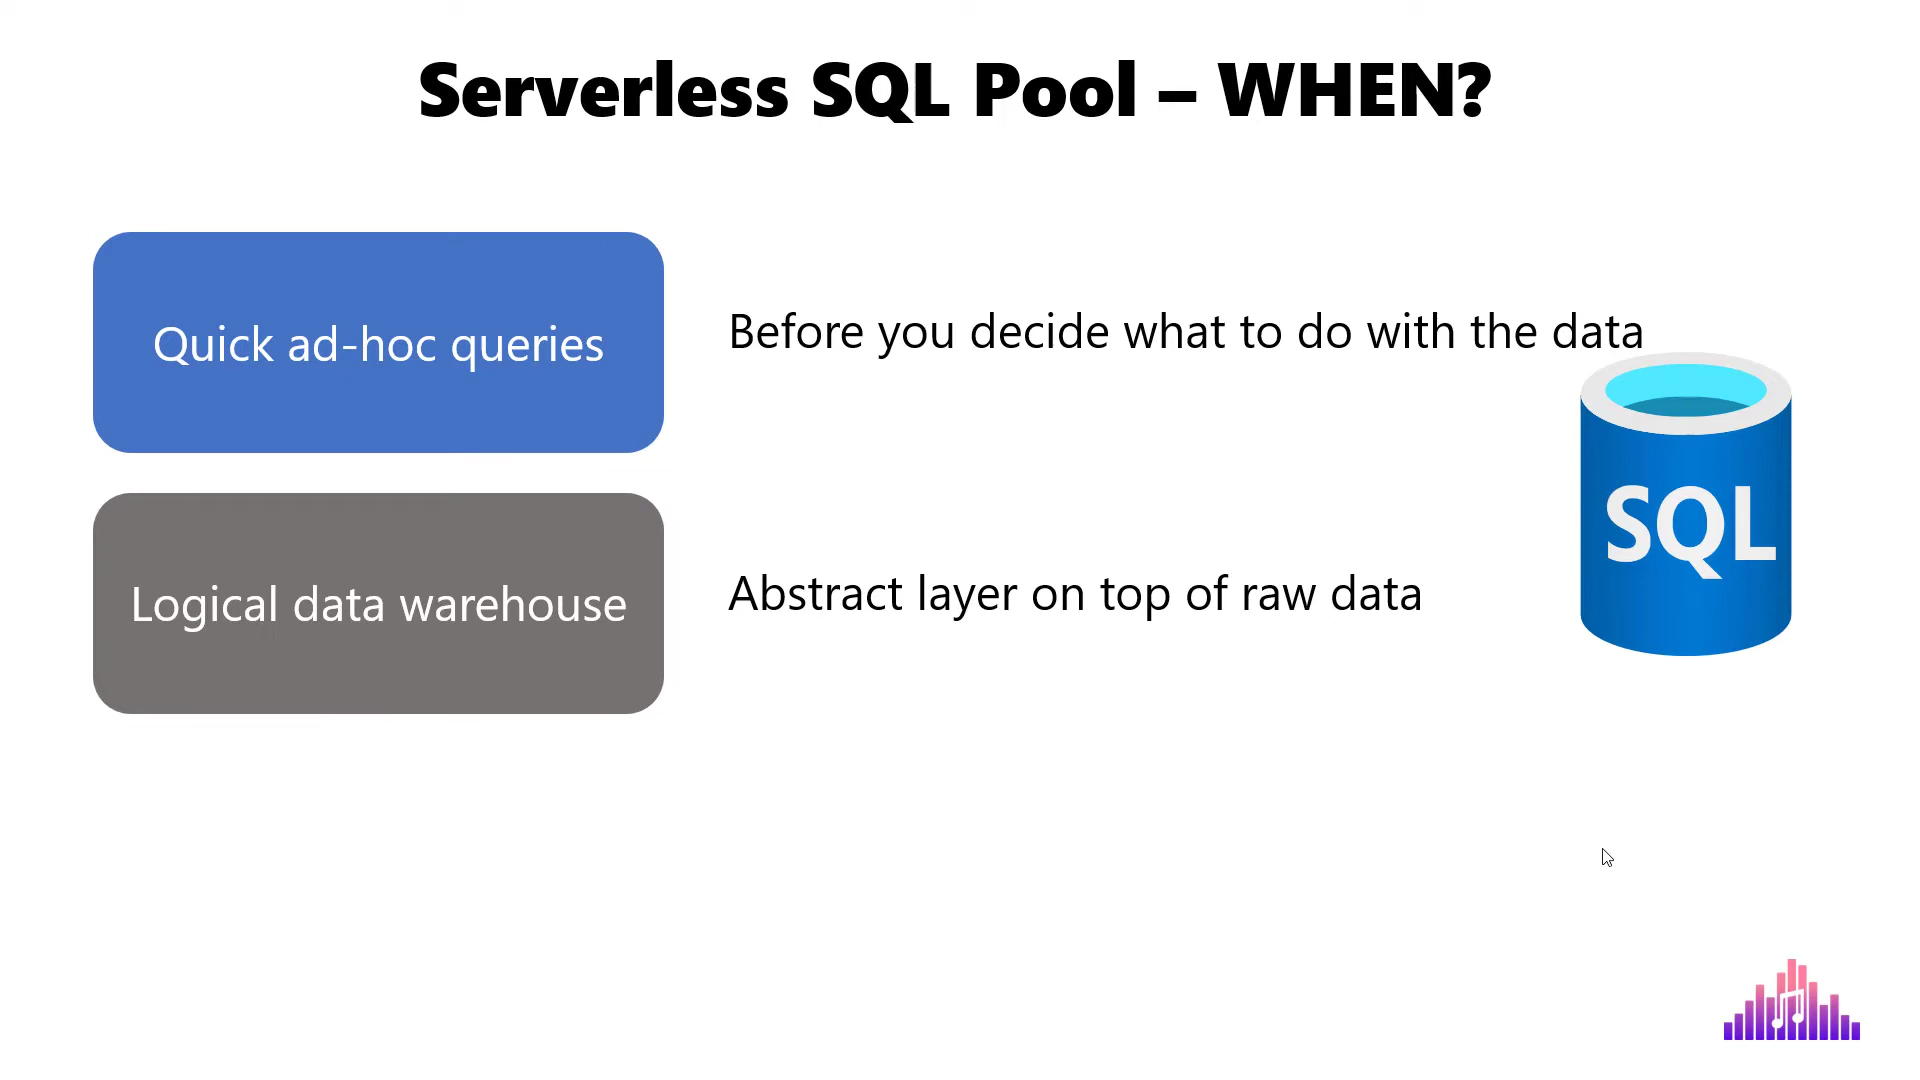 Serverless SQL Pool – WHEN?
Quick ad-hoc queries
Before you decide what to do with the data
SQL
Logical data warehouse
Abstract layer on top of raw data